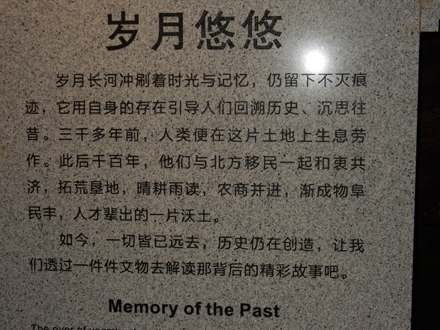 岁月悠悠
岁月长河冲刷着时光与记忆，仍留下不灭痕
迹，它用自身的存在引导人们回溯历史、沉思往
昔。三千多年前，人类便在这片土地上生息劳
作。此后千百年，他们与北方移民一起和衷共
济，拓荒垦地，晴耕雨读，农商并进，渐成物阜
民丰，人才辈出的一片沃土。
如今，一切皆已远去，历史仍在创造，让我
们透过一件件文物去解读那背后的精彩故事吧。
Memory of the Past
The river of